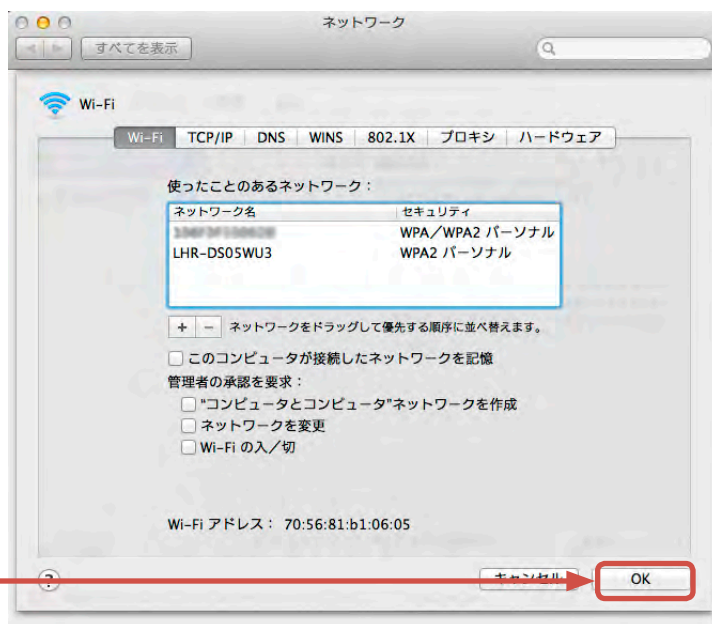 ネットワーク
すべてを表示
Wi-Fi
Wi-Fi TCP/IP DNS WINS 802.1X プロキシ ハードウェア
使ったことのあるネットワーク：
ネットワーク名 セキュリティ
WPA／WPA2 パーソナル
LHR-DS05WU3 WPA2 パーソナル
+ − ネットワークをドラッグして優先する順序に並べ替えます。
このコンピュータが接続したネットワークを記憶
管理者の承認を要求：
"コンピュータとコンピュータ"ネットワークを作成
ネットワークを変更
Wi-Fi の入／切
Wi-Fi アドレス： 70:56:81:b1:06:05
? キャンセル OK